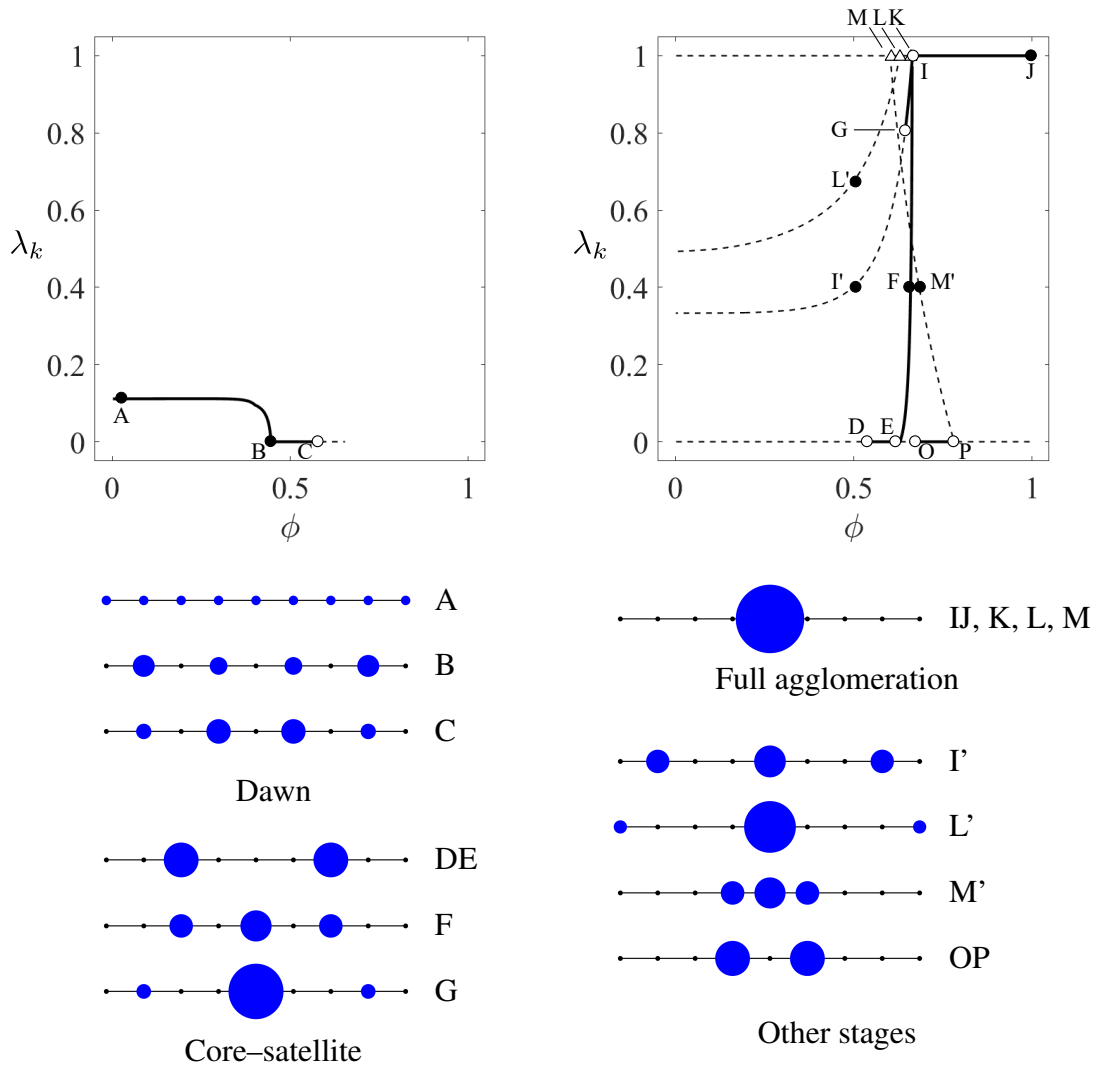 1
0.8
0.6
λk
0.4
0.2
0
A
B
C
0
0.5
1
ϕ
M L K
1
I
J
0.8
G
0.6
L'
λk
0.4
I'
F
M'
0.2
0
D
E
O
P
0
0.5
1
ϕ
A
B
C
Dawn
DE
F
G
Core–satellite
IJ, K, L, M
Full agglomeration
I’
L’
M’
OP
Other stages